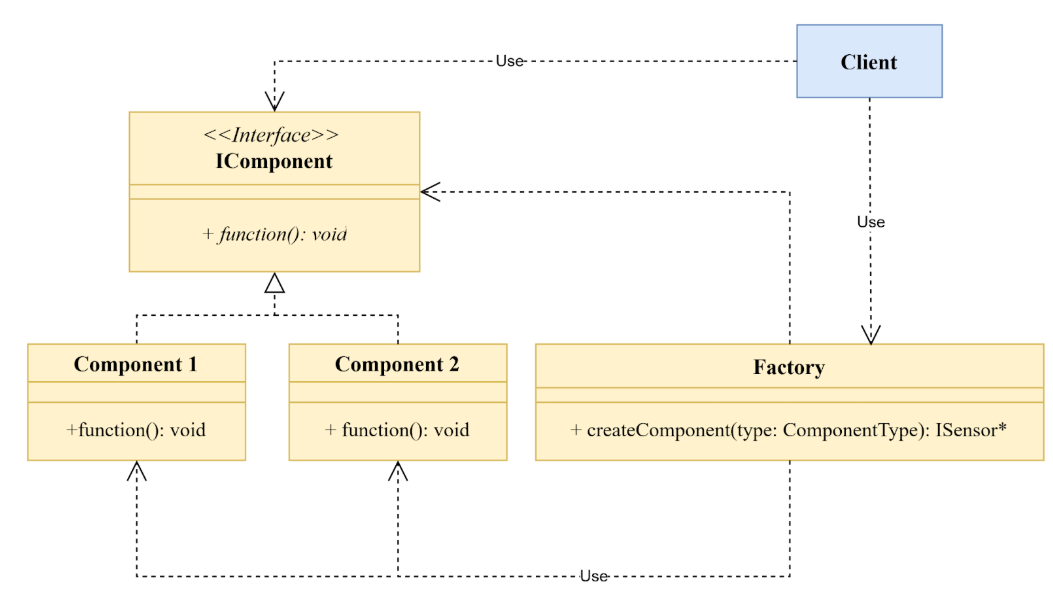 Client
Use
<<Interface>>
IComponent
+ function(): void
Use
Component 1
+function(): void
Component 2
+ function(): void
Factory
+ createComponent(type: ComponentType): ISensor*
Use